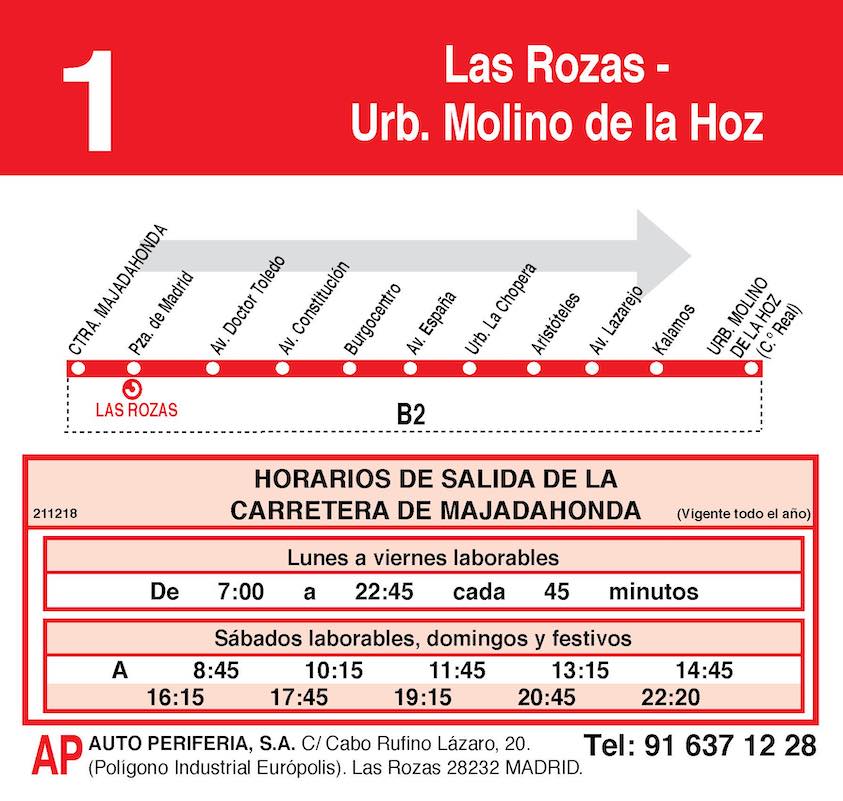 1
Las Rozas -
Urb. Molino de la Hoz
CTRA. MAJADAHONDA
Pza. de Madrid
Av. Doctor Toledo
Av. Constitución
Burgocentro
Av. España
Urb. La Chopera
Aristóteles
Av. Lazarejo
Kalamos
URB. MOLINO
DE LA HOZ
(C.º Real)
LAS ROZAS
B2
HORARIOS DE SALIDA DE LA
211218 CARRETERA DE MAJADAHONDA (Vigente todo el año)
Lunes a viernes laborables
De 7:00 a 22:45 cada 45 minutos
Sábados laborables, domingos y festivos
A 8:45 10:15 11:45 13:15 14:45
16:15 17:45 19:15 20:45 22:20
AP AUTO PERIFERIA, S.A. C/ Cabo Rufino Lázaro, 20. Tel: 91 637 12 28
(Polígono Industrial Európolis). Las Rozas 28232 MADRID.